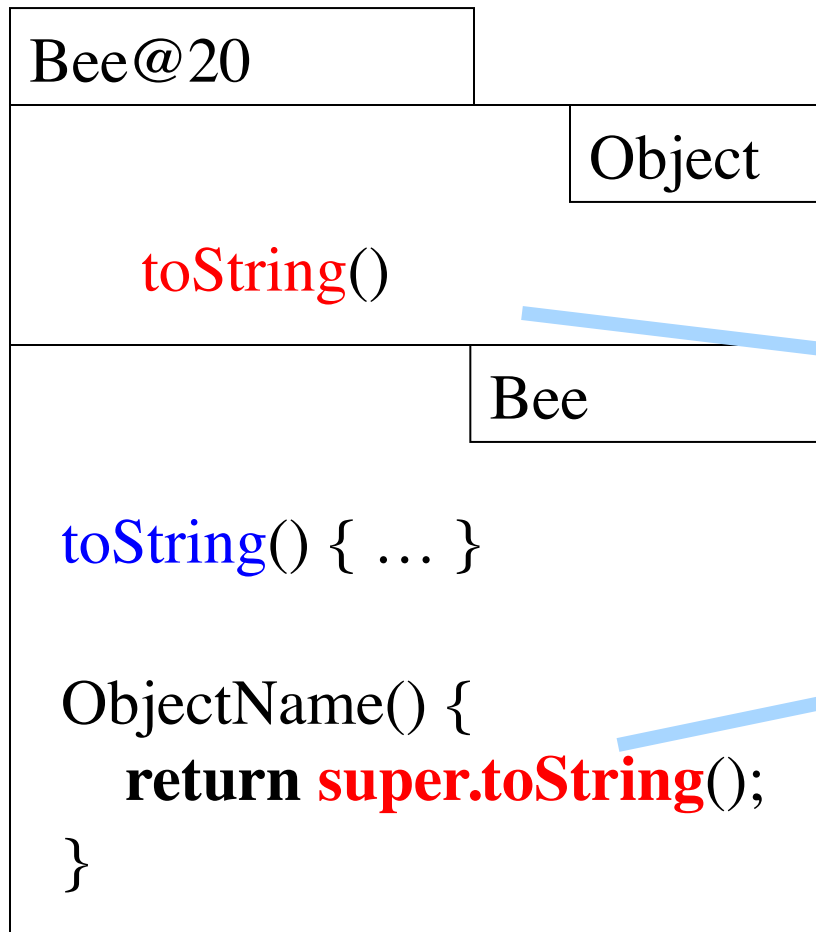 Bee@20
Object
toString()
Bee
toString() { … }
ObjectName() {
return super.toString();
}